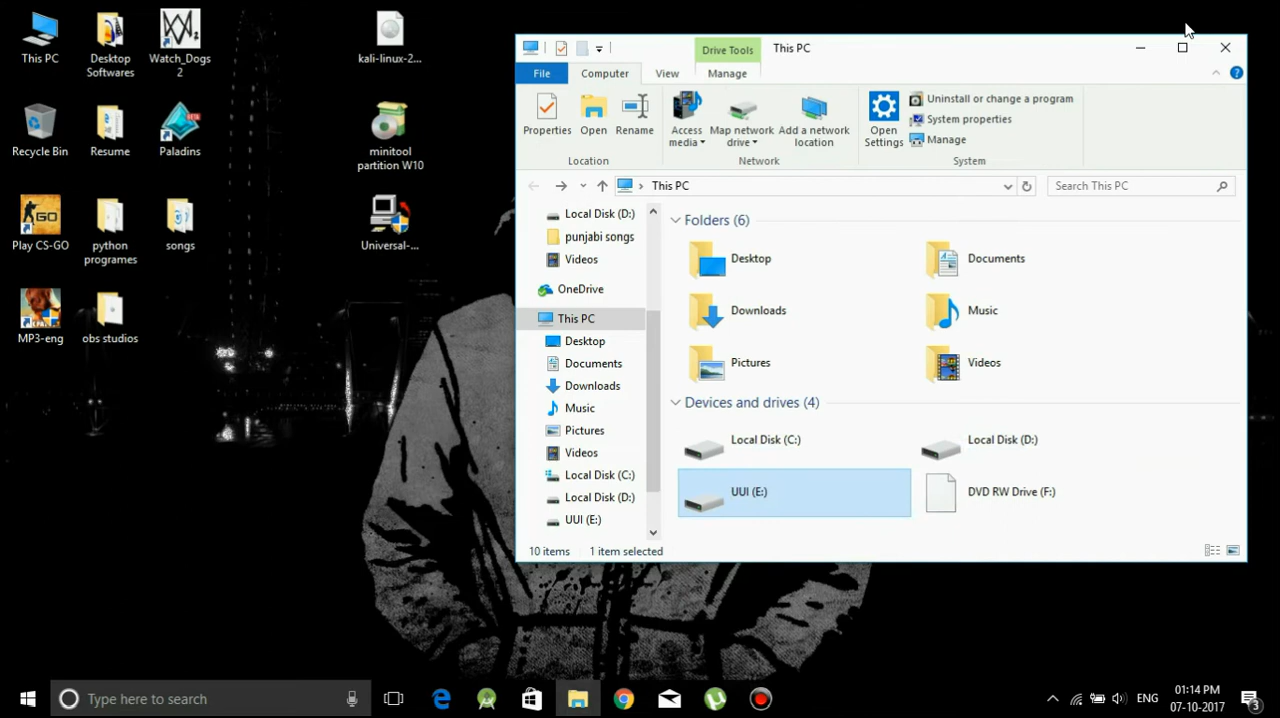 This PC
Desktop
Softwares
Watch_Dogs
2
kali-linux-2...
Recycle Bin
Resume
Paladins
BETA
minitool
partition W10
GO
Play CS-GO
python
programes
songs
Universal-...
MP3-eng
obs studios
Drive Tools
This PC
File
Computer
View
Manage
Properties
Open
Rename
Access
media
Map network
drive
Add a network
location
Open
Settings
Uninstall or change a program
System properties
Manage
Location
Network
System
This PC
Search This PC
Local Disk (D:)
punjabi songs
Videos
OneDrive
This PC
Desktop
Documents
Downloads
Music
Pictures
Videos
Local Disk (C:)
Local Disk (D:)
UUI (E:)
Folders (6)
Desktop
Documents
Downloads
Music
Pictures
Videos
Devices and drives (4)
Local Disk (C:)
Local Disk (D:)
UUI (E:)
DVD RW Drive (F:)
10 items
1 item selected
Type here to search
ENG
01:14 PM
07-10-2017
3